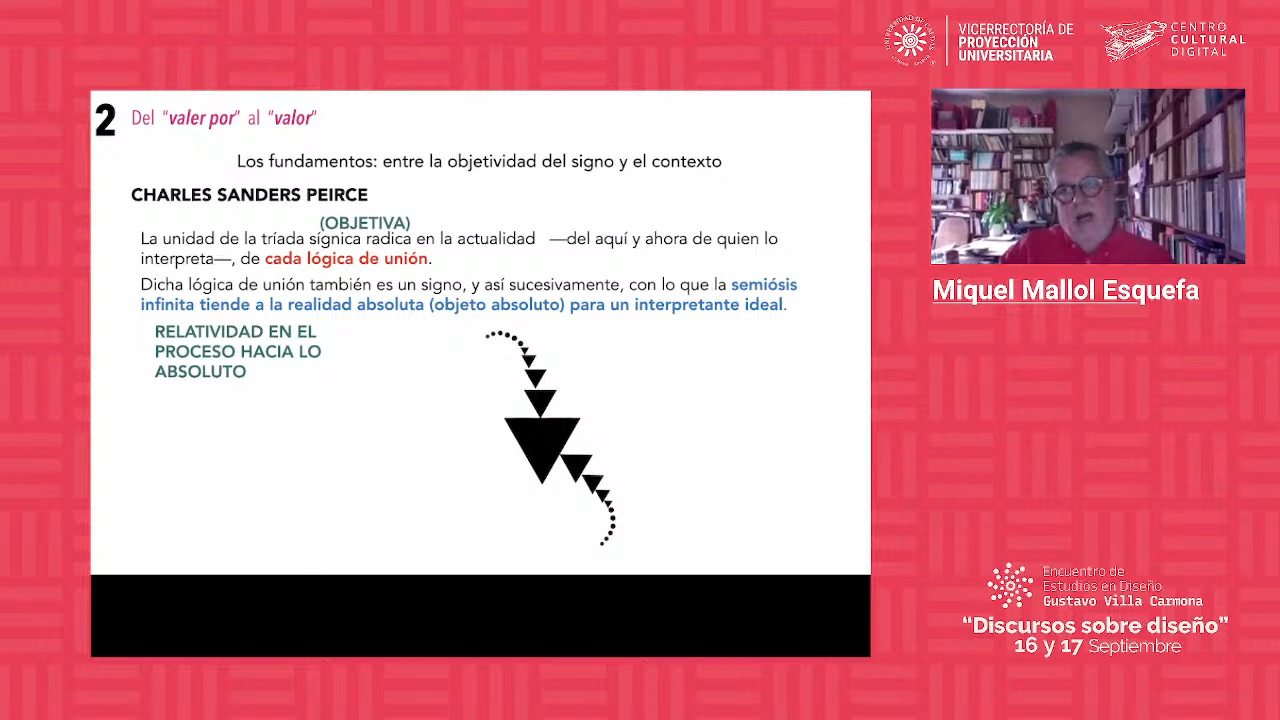 UNIVERSIDAD DE CALDAS
VICERRECTORÍA DE
PROYECCIÓN
UNIVERSITARIA
CENTRO
CULTURAL
DIGITAL
2 Del “valer por” al “valor”
Los fundamentos: entre la objetividad del signo y el contexto
CHARLES SANDERS PEIRCE
(OBJETIVA)
La unidad de la tríada sígnica radica en la actualidad —del aquí y ahora de quien lo
interpreta—, de cada lógica de unión.
Dicha lógica de unión también es un signo, y así sucesivamente, con lo que la semiósis
infinita tiende a la realidad absoluta (objeto absoluto) para un interpretante ideal.
RELATIVIDAD EN EL
PROCESO HACIA LO
ABSOLUTO
Miquel Mallol Esquefa
Encuentro de
Estudios en Diseño
Gustavo Villa Carmona
“Discursos sobre diseño”
16 y 17 Septiembre